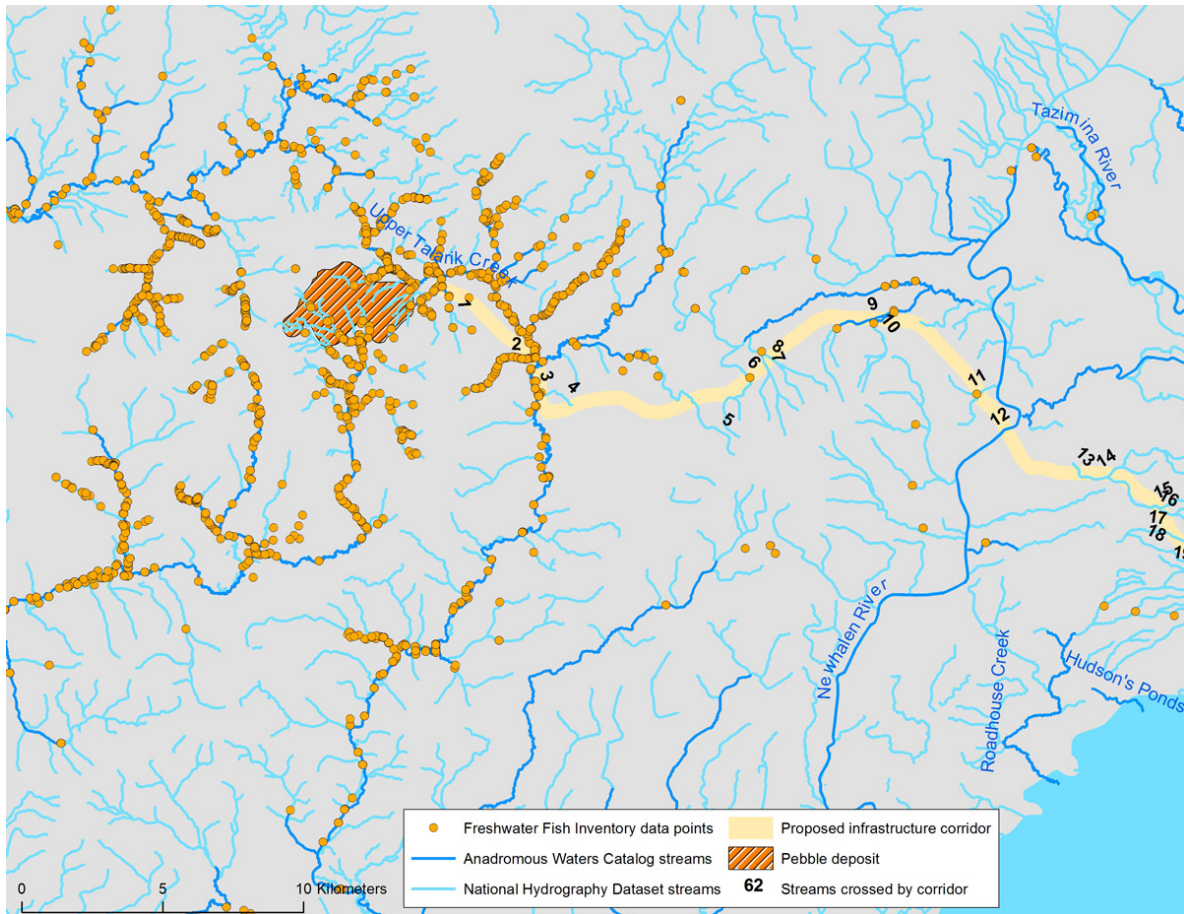 Tazimina River
Upper Talarik Creek
1
2
3
4
5
6
7
8
9
10
11
12
13
14
15
16
17
18
19
Newhalen River
Roadhouse Creek
Hudson's Ponds
Freshwater Fish Inventory data points
Anadromous Waters Catalog streams
National Hydrography Dataset streams
Proposed infrastructure corridor
Pebble deposit
62 Streams crossed by corridor
0 5 10 Kilometers